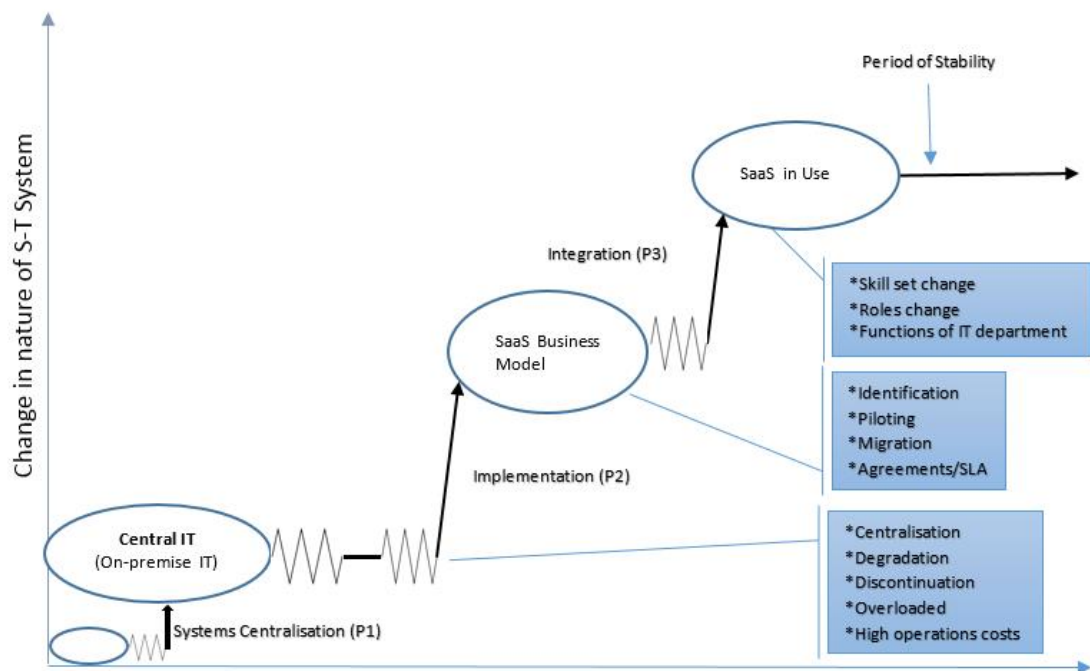 Change in nature of S-T System
Period of Stability
SaaS in Use
Integration (P3)
*Skill set change
*Roles change
*Functions of IT department
SaaS Business
Model
*Identification
*Piloting
*Migration
*Agreements/SLA
Implementation (P2)
Central IT
(On-premise IT)
*Centralisation
*Degradation
*Discontinuation
*Overloaded
*High operations costs
Systems Centralisation (P1)